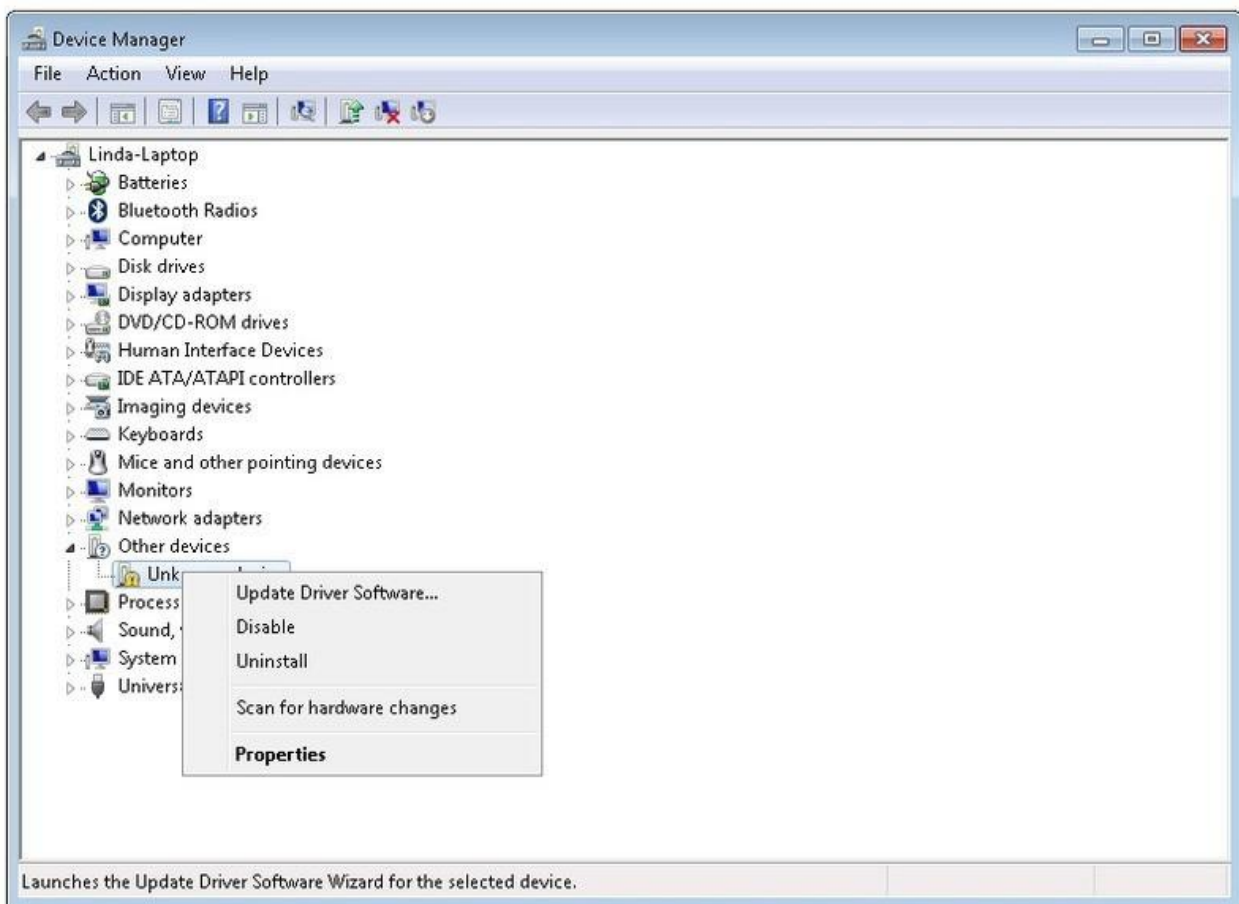 Device Manager
File Action View Help
Linda-Laptop
Batteries
Bluetooth Radios
Computer
Disk drives
Display adapters
DVD/CD-ROM drives
Human Interface Devices
IDE ATA/ATAPI controllers
Imaging devices
Keyboards
Mice and other pointing devices
Monitors
Network adapters
Other devices
Unk
Process
Sound,
System
Univers
Update Driver Software...
Disable
Uninstall
Scan for hardware changes
Properties
Launches the Update Driver Software Wizard for the selected device.